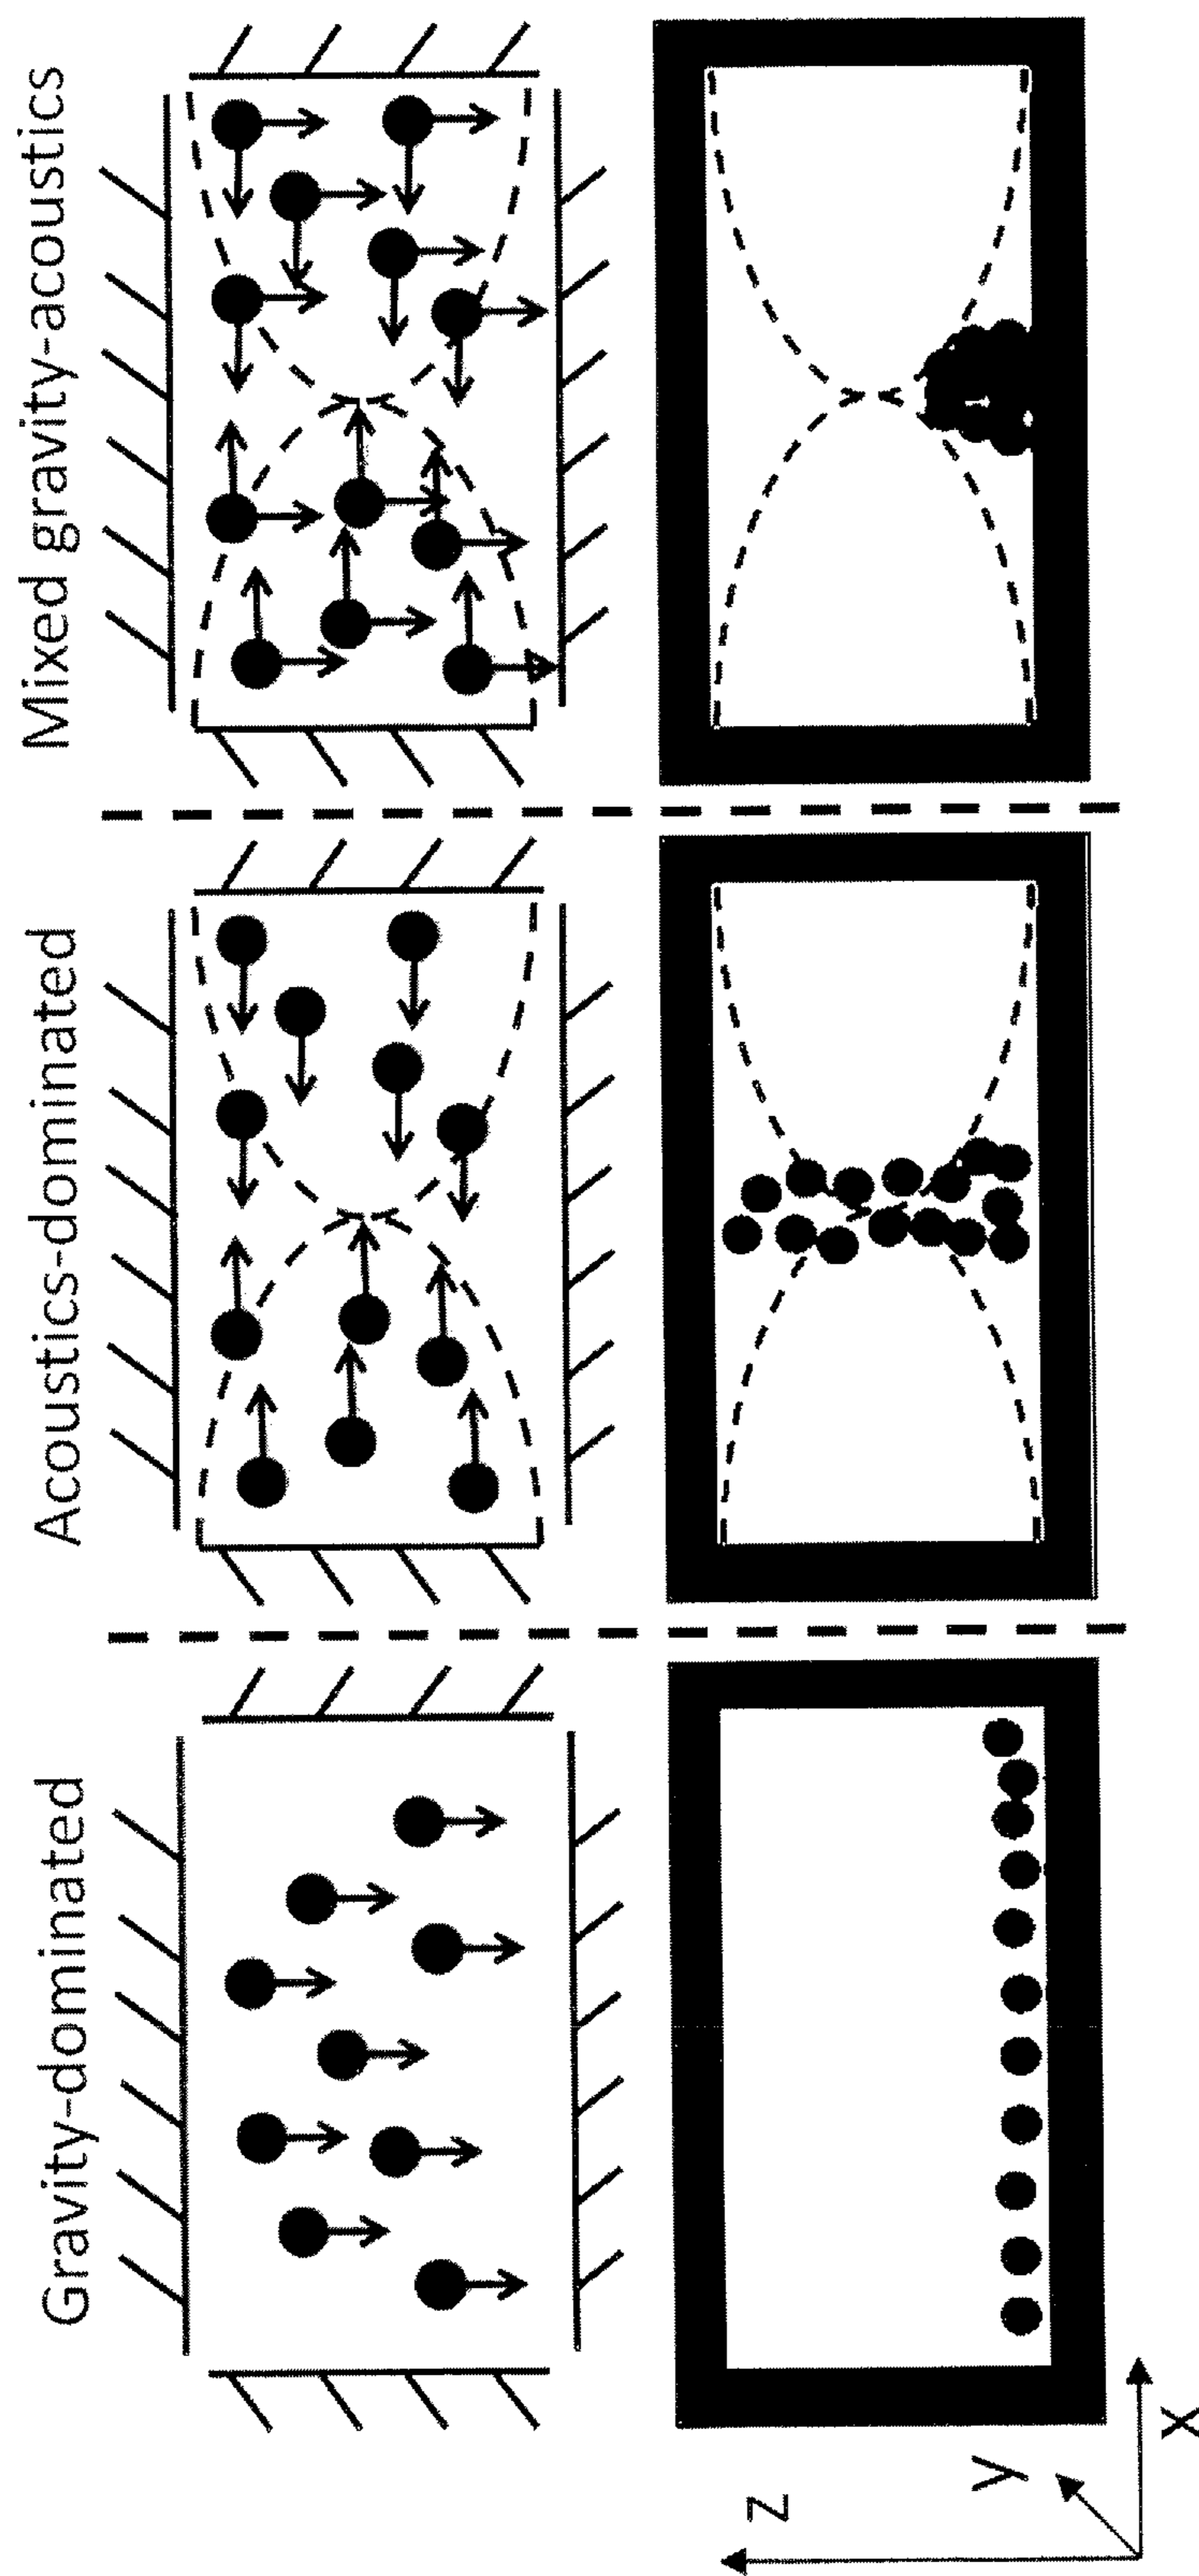 Gravity-dominated
Acoustics-dominated
Mixed gravity-acoustics
z
y
x